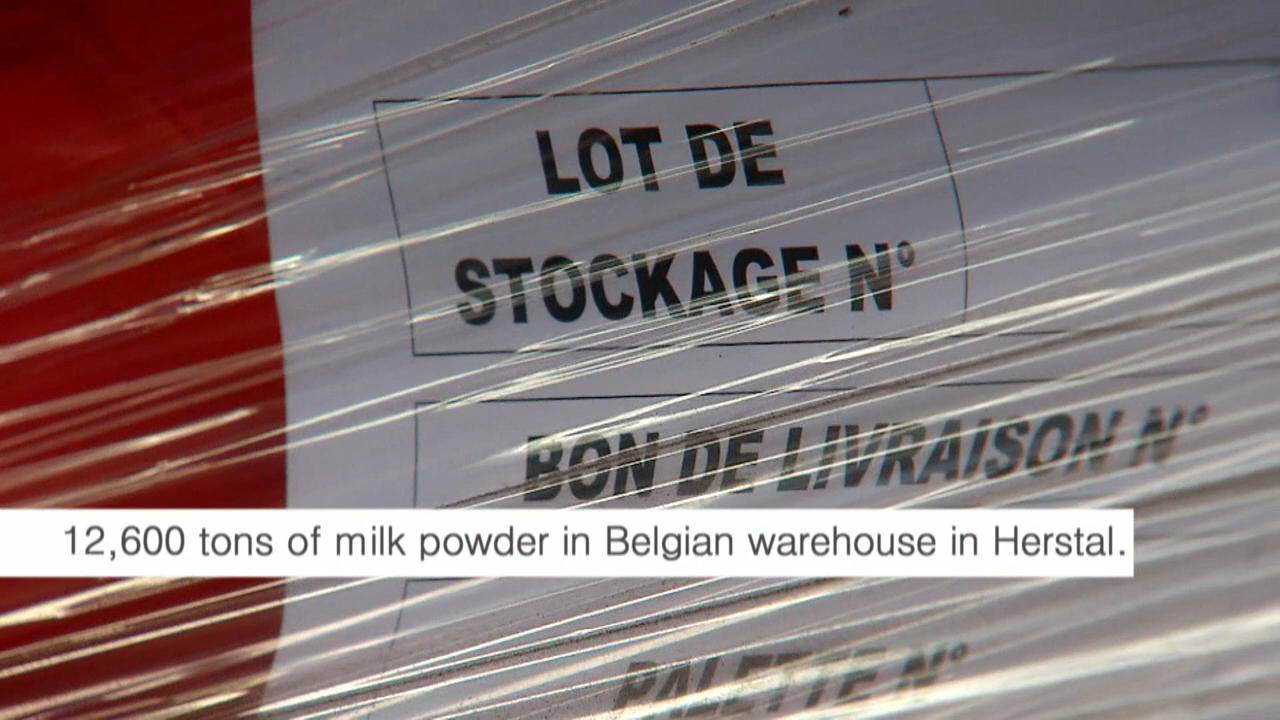 LOT DE
STOCKAGE N°
BON DE LIVRAISON N°
12,600 tons of milk powder in Belgian warehouse in Herstal.
PALETTE N°